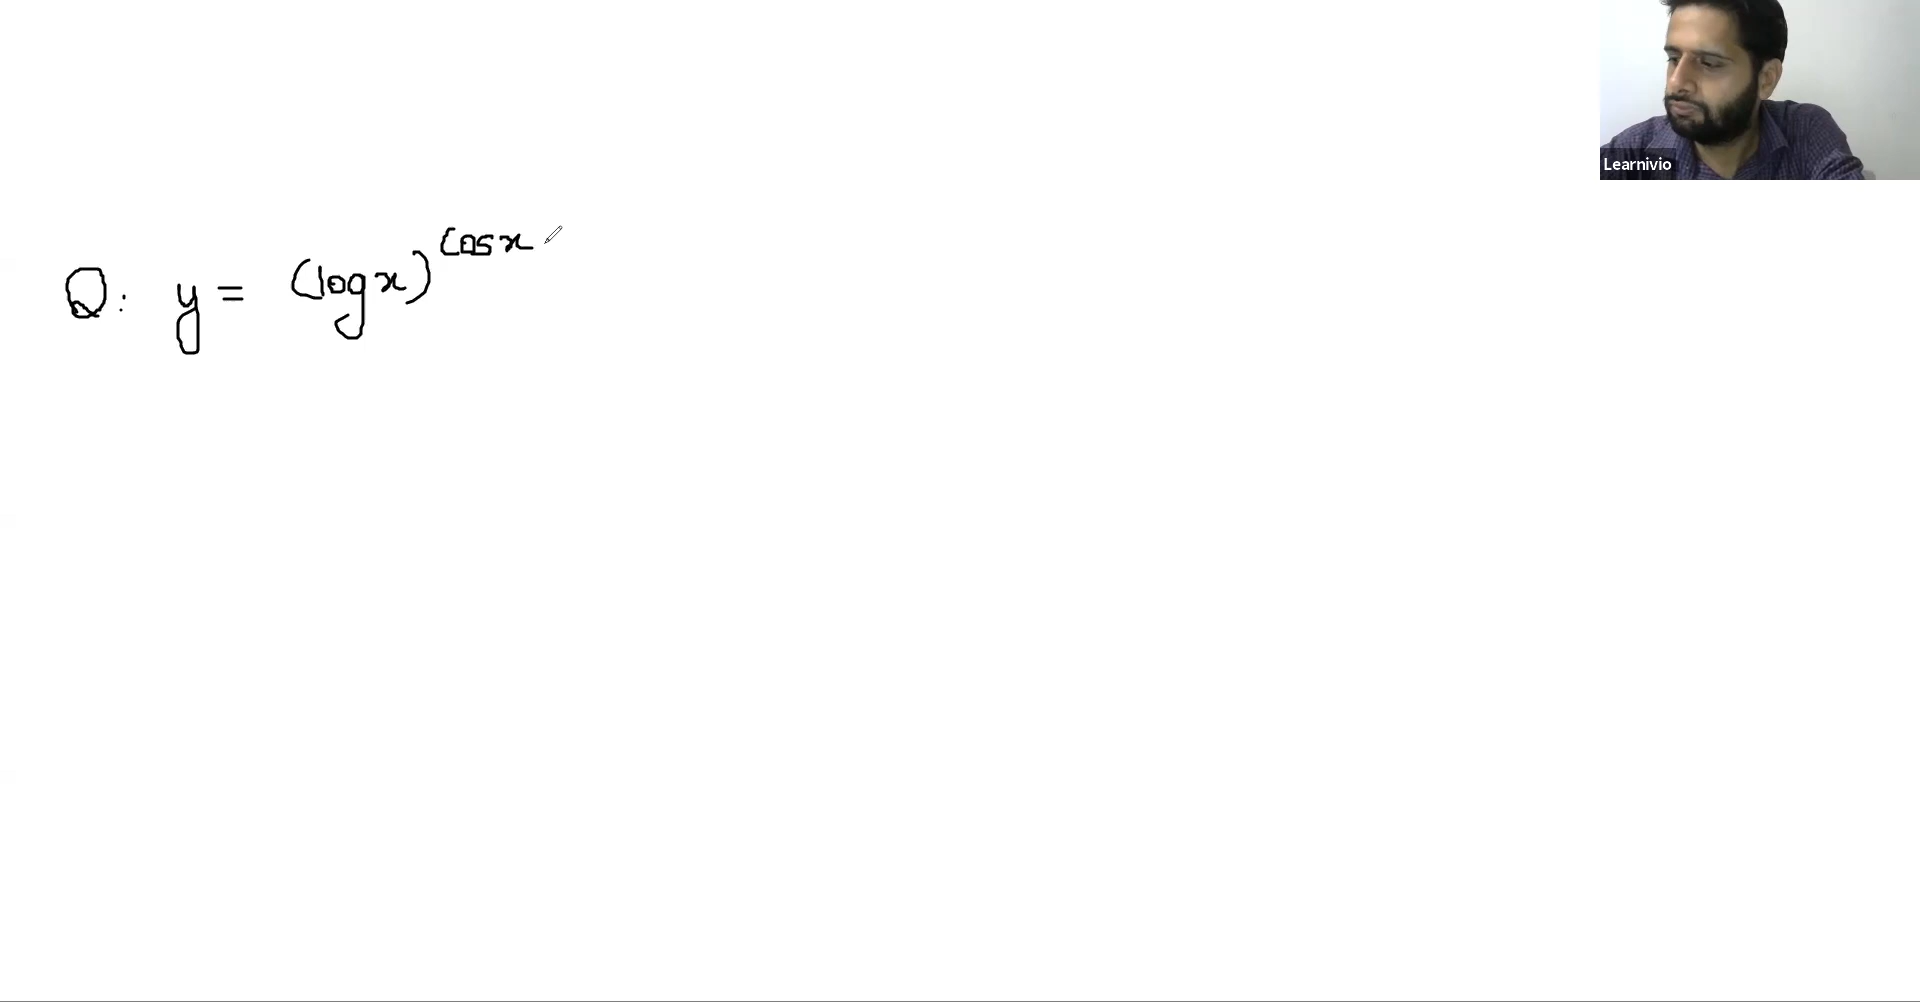 Learnivio
Q: y = (log x)^cos x